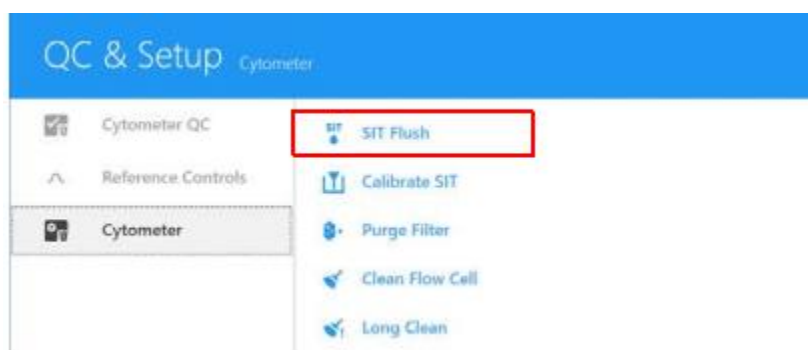 QC & Setup Cytometer
Cytometer QC
SIT SIT Flush
Reference Controls
Calibrate SIT
Cytometer
Purge Filter
Clean Flow Cell
Long Clean